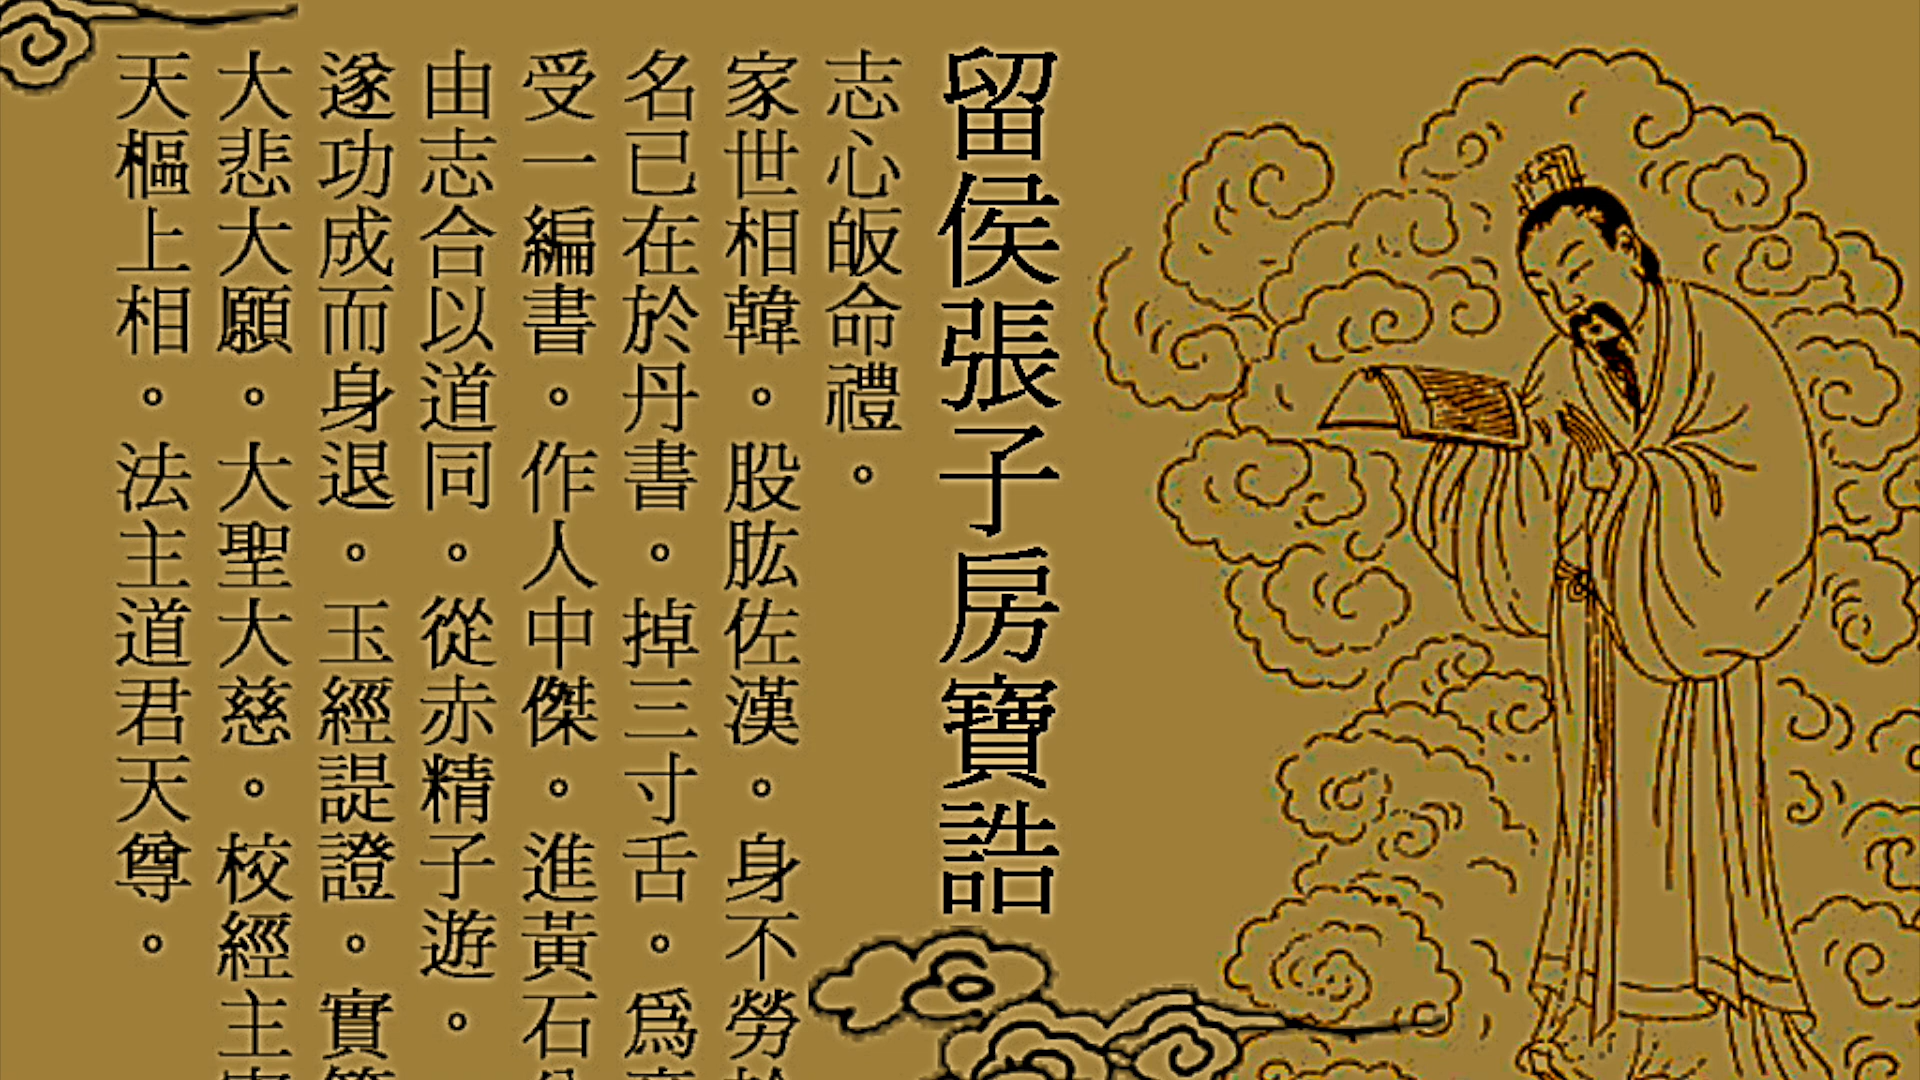 留侯張子房寶誥
志心皈命禮。
家世相韓。股肱佐漢。身不勞
名已在於丹書。掉三寸舌。爲
受一編書。作人中傑。進黃石
由志合以道同。從赤精子游。
遂功成而身退。玉經諟證。實
大悲大願。大聖大慈。校經主
天樞上相。法主道君天尊。